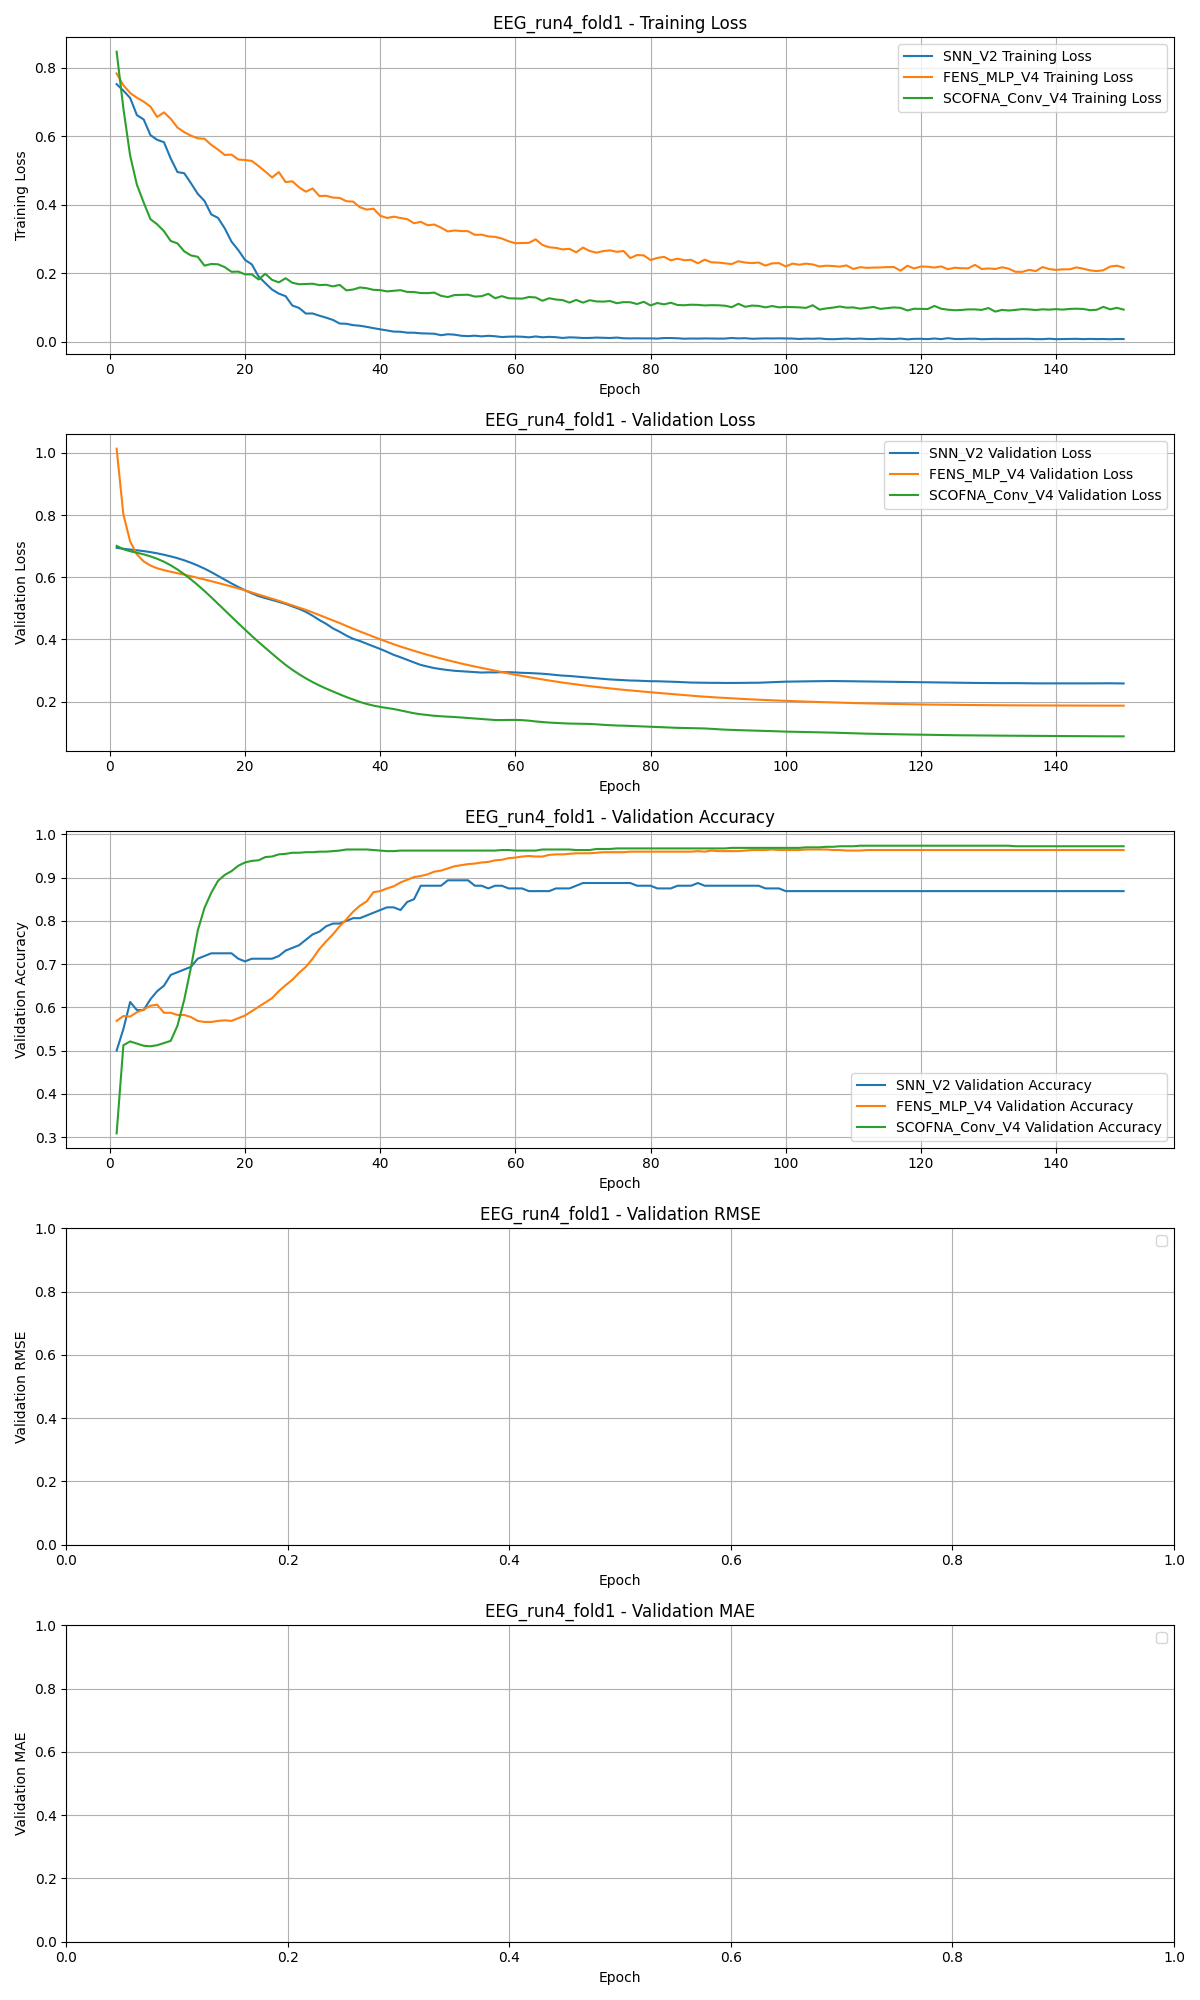 EEG_run4_fold1 - Training Loss
SNN_V2 Training Loss
FENS_MLP_V4 Training Loss
SCOFNA_Conv_V4 Training Loss
Training Loss
0.8
0.6
0.4
0.2
0.0
0 20 40 60 80 100 120 140
Epoch
EEG_run4_fold1 - Validation Loss
SNN_V2 Validation Loss
FENS_MLP_V4 Validation Loss
SCOFNA_Conv_V4 Validation Loss
Validation Loss
1.0
0.8
0.6
0.4
0.2
0 20 40 60 80 100 120 140
Epoch
EEG_run4_fold1 - Validation Accuracy
Validation Accuracy
1.0
0.9
0.8
0.7
0.6
0.5
0.4
0.3
SNN_V2 Validation Accuracy
FENS_MLP_V4 Validation Accuracy
SCOFNA_Conv_V4 Validation Accuracy
0 20 40 60 80 100 120 140
Epoch
EEG_run4_fold1 - Validation RMSE
Validation RMSE
1.0
0.8
0.6
0.4
0.2
0.0
0.0 0.2 0.4 0.6 0.8 1.0
Epoch
EEG_run4_fold1 - Validation MAE
Validation MAE
1.0
0.8
0.6
0.4
0.2
0.0
0.0 0.2 0.4 0.6 0.8 1.0
Epoch